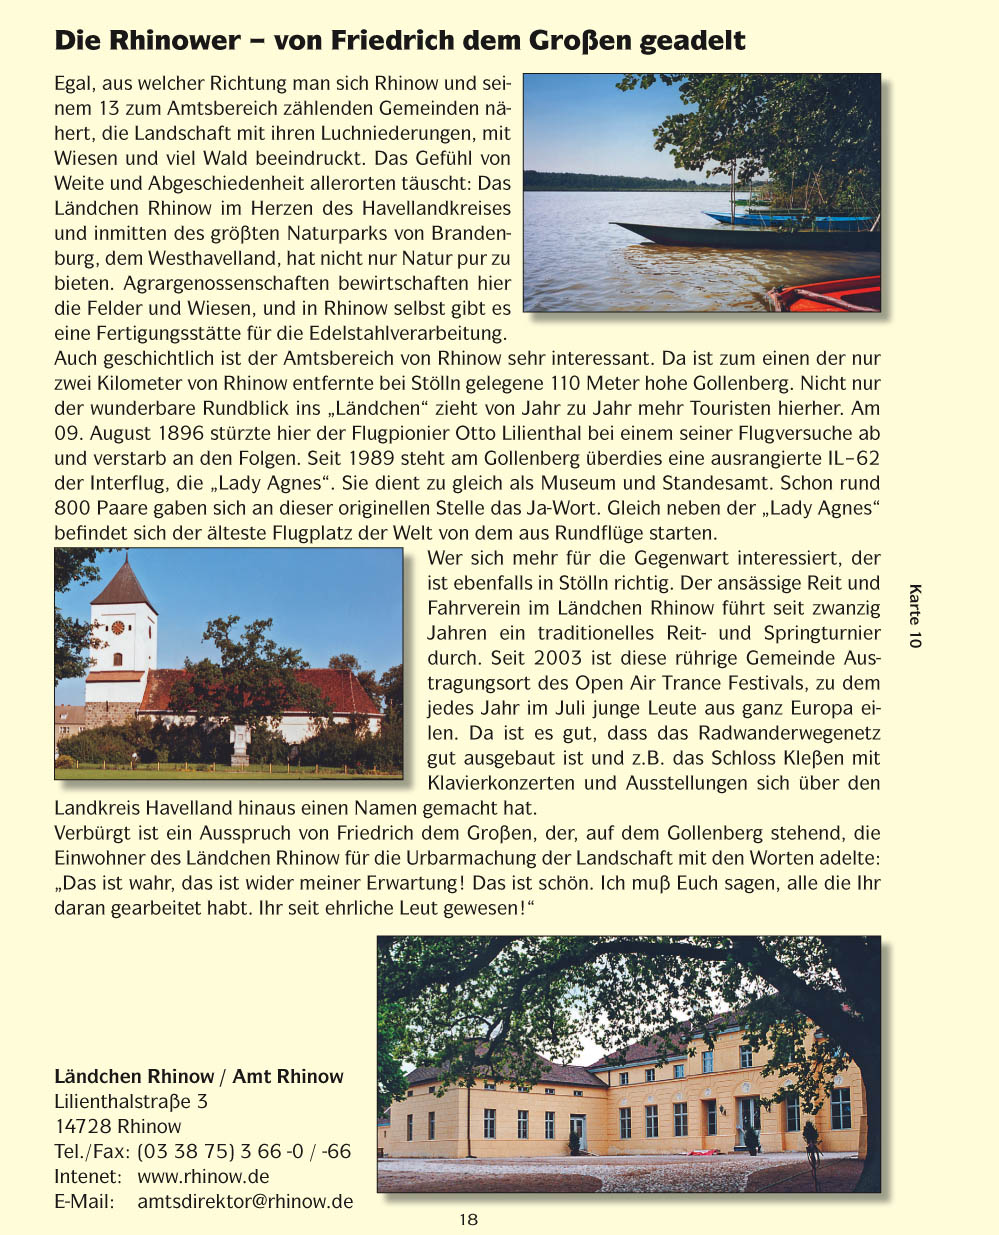 Die Rhinower – von Friedrich dem Großen geadelt
Egal, aus welcher Richtung man sich Rhinow und sei-
nem 13 zum Amtsbereich zählenden Gemeinden nä-
hert, die Landschaft mit ihren Luchniederungen, mit
Wiesen und viel Wald beeindruckt. Das Gefühl von
Weite und Abgeschiedenheit allerorten täuscht: Das
Ländchen Rhinow im Herzen des Havellandkreises
und inmitten des größten Naturparks von Branden-
burg, dem Westhavelland, hat nicht nur Natur pur zu
bieten. Agrargenossenschaften bewirtschaften hier
die Felder und Wiesen, und in Rhinow selbst gibt es
eine Fertigungsstätte für die Edelstahlverarbeitung.
Auch geschichtlich ist der Amtsbereich von Rhinow sehr interessant. Da ist zum einen der nur
zwei Kilometer von Rhinow entfernte bei Stölln gelegene 110 Meter hohe Gollenberg. Nicht nur
der wunderbare Rundblick ins „Ländchen“ zieht von Jahr zu Jahr mehr Touristen hierher. Am
09. August 1896 stürzte hier der Flugpionier Otto Lilienthal bei einem seiner Flugversuche ab
und verstarb an den Folgen. Seit 1989 steht am Gollenberg überdies eine ausrangierte IL–62
der Interflug, die „Lady Agnes“. Sie dient zu gleich als Museum und Standesamt. Schon rund
800 Paare gaben sich an dieser originellen Stelle das Ja-Wort. Gleich neben der „Lady Agnes“
befindet sich der älteste Flugplatz der Welt von dem aus Rundflüge starten.
Wer sich mehr für die Gegenwart interessiert, der
ist ebenfalls in Stölln richtig. Der ansässige Reit und
Fahrverein im Ländchen Rhinow führt seit zwanzig
Jahren ein traditionelles Reit- und Springturnier
durch. Seit 2003 ist diese rührige Gemeinde Aus-
tragungsort des Open Air Trance Festivals, zu dem
jedes Jahr im Juli junge Leute aus ganz Europa ei-
len. Da ist es gut, dass das Radwanderwegenetz
gut ausgebaut ist und z.B. das Schloss Kleßen mit
Klavierkonzerten und Ausstellungen sich über den
Landkreis Havelland hinaus einen Namen gemacht hat.
Verbürgt ist ein Ausspruch von Friedrich dem Großen, der, auf dem Gollenberg stehend, die
Einwohner des Ländchen Rhinow für die Urbarmachung der Landschaft mit den Worten adelte:
„Das ist wahr, das ist wider meiner Erwartung! Das ist schön. Ich muß Euch sagen, alle die Ihr
daran gearbeitet habt. Ihr seit ehrliche Leut gewesen!“
Karte 10
Ländchen Rhinow / Amt Rhinow
Lilienthalstraße 3
14728 Rhinow
Tel./Fax: (03 38 75) 3 66 -0 / -66
Intenet: www.rhinow.de
E-Mail: amtsdirektor@rhinow.de
18